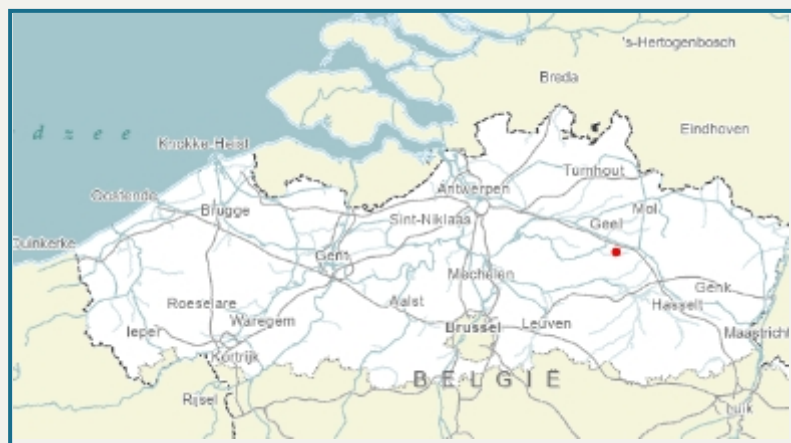 's-Hertogenbosch
Breda
dzee
Eindhoven
Knokke-Heist
Turnhout
Antwerpen
Oostende
Mol
Brugge
Sint-Niklaas
Geel
Duinkerke
Gent
Mechelen
Genk
Roeselare
Aalst
Hasselt
Waregem
Ieper
Brussel
Leuven
Maastricht
Kortrijk
BELGIË
Rijsel
Luik